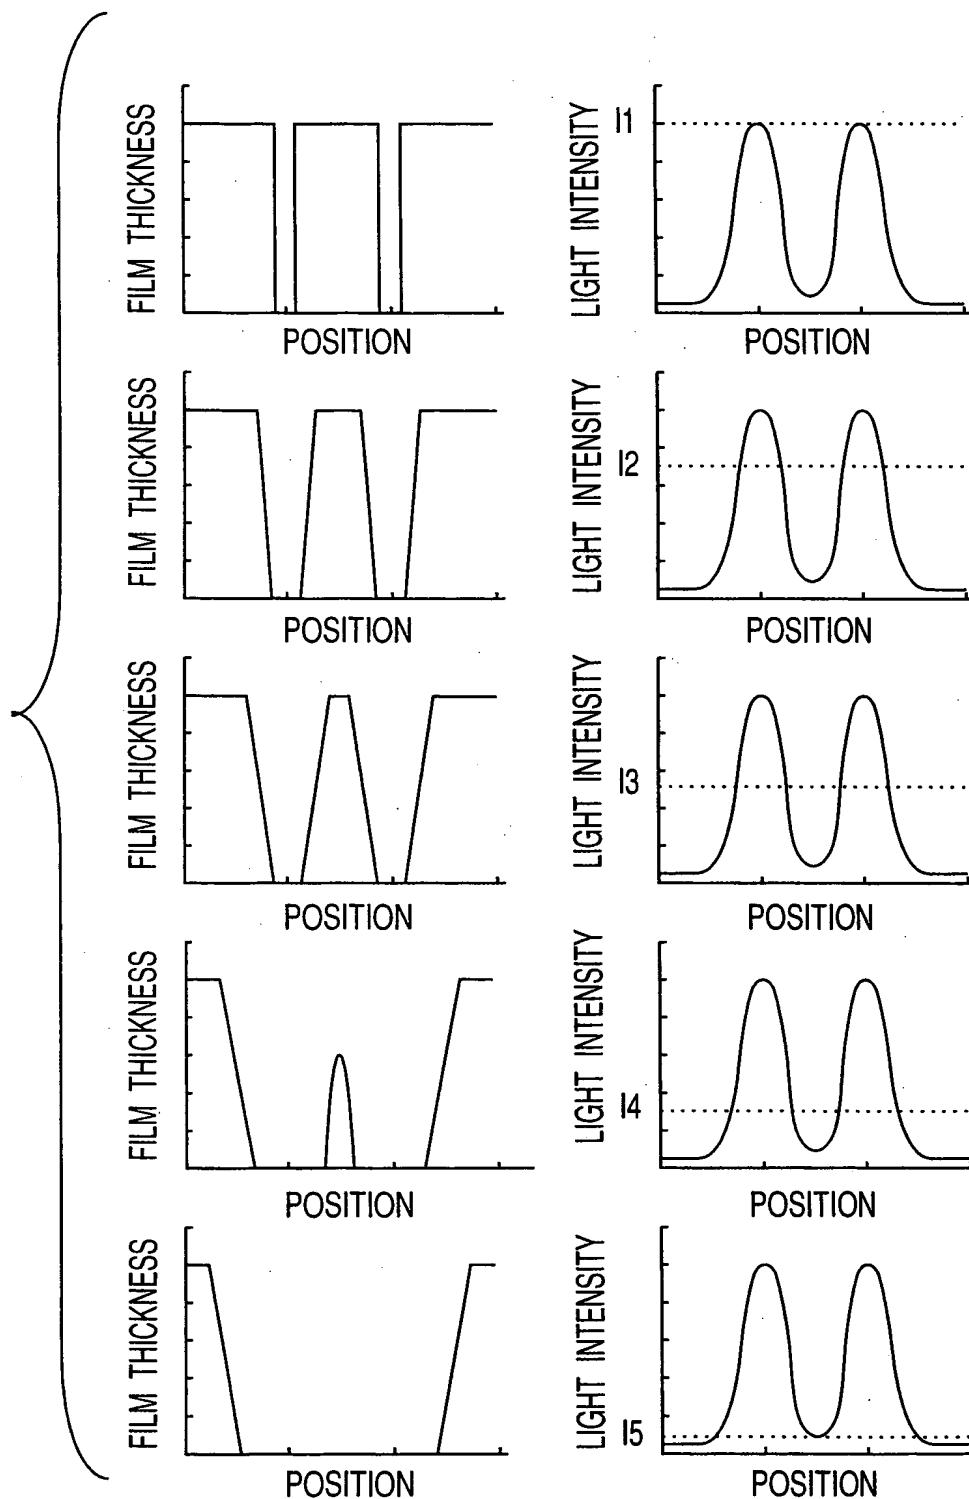 FILM THICKNESS
POSITION
LIGHT INTENSITY
I1
POSITION
FILM THICKNESS
POSITION
LIGHT INTENSITY
I2
POSITION
FILM THICKNESS
POSITION
LIGHT INTENSITY
I3
POSITION
FILM THICKNESS
POSITION
LIGHT INTENSITY
I4
POSITION
FILM THICKNESS
POSITION
LIGHT INTENSITY
I5
POSITION